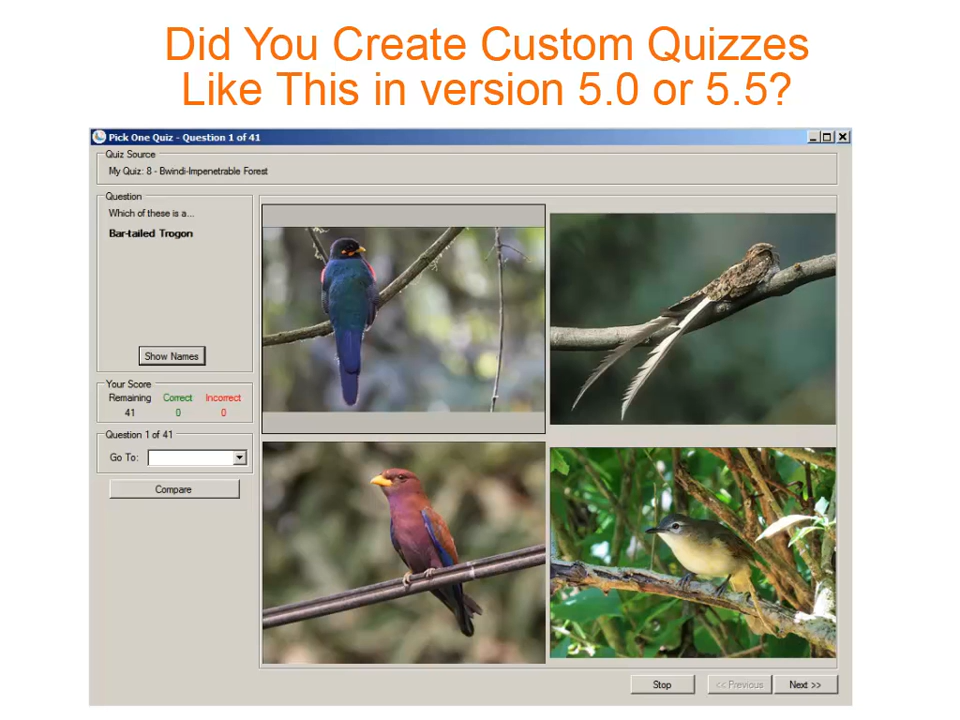 Did You Create Custom Quizzes
Like This in version 5.0 or 5.5?
Pick One Quiz - Question 1 of 41
Quiz Source
My Quiz: 8 - Bwindi-Impenetrable Forest
Question
Which of these is a...
Bar-tailed Trogon
Show Names
Your Score
Remaining Correct Incorrect
41 0 0
Question 1 of 41
Go To:
Compare
Stop << Previous Next >>